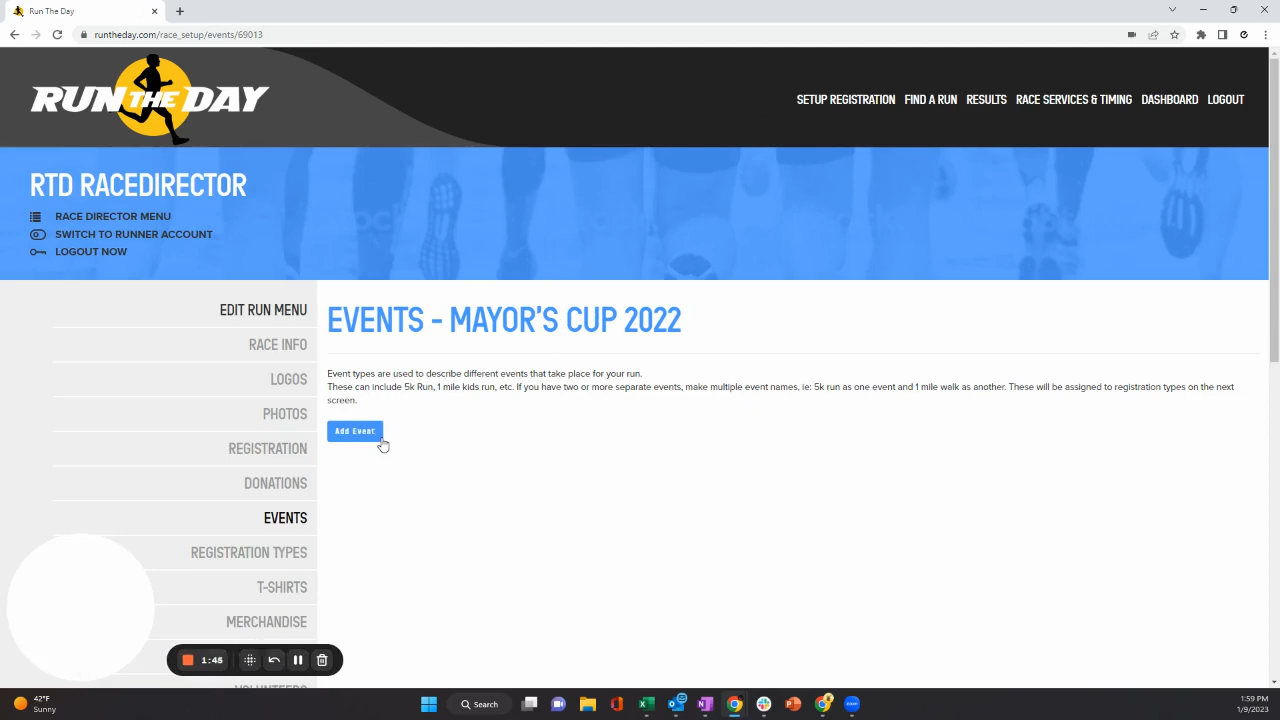 Run The Day
runtheday.com/race_setup/events/69013
RUN THE DAY
SETUP REGISTRATION FIND A RUN RESULTS RACE SERVICES & TIMING DASHBOARD LOGOUT
RTD RACEDIRECTOR
RACE DIRECTOR MENU
SWITCH TO RUNNER ACCOUNT
LOGOUT NOW
EDIT RUN MENU
RACE INFO
LOGOS
PHOTOS
REGISTRATION
DONATIONS
EVENTS
REGISTRATION TYPES
T-SHIRTS
MERCHANDISE
VOLUNTEERS
EVENTS - MAYOR'S CUP 2022
Event types are used to describe different events that take place for your run.
These can include 5k Run, 1 mile kids run, etc. If you have two or more separate events, make multiple event names, ie: 5k run as one event and 1 mile walk as another. These will be assigned to registration types on the next
screen.
Add Event
1:45
42°F
Sunny
Search
1:59 PM
1/9/2023